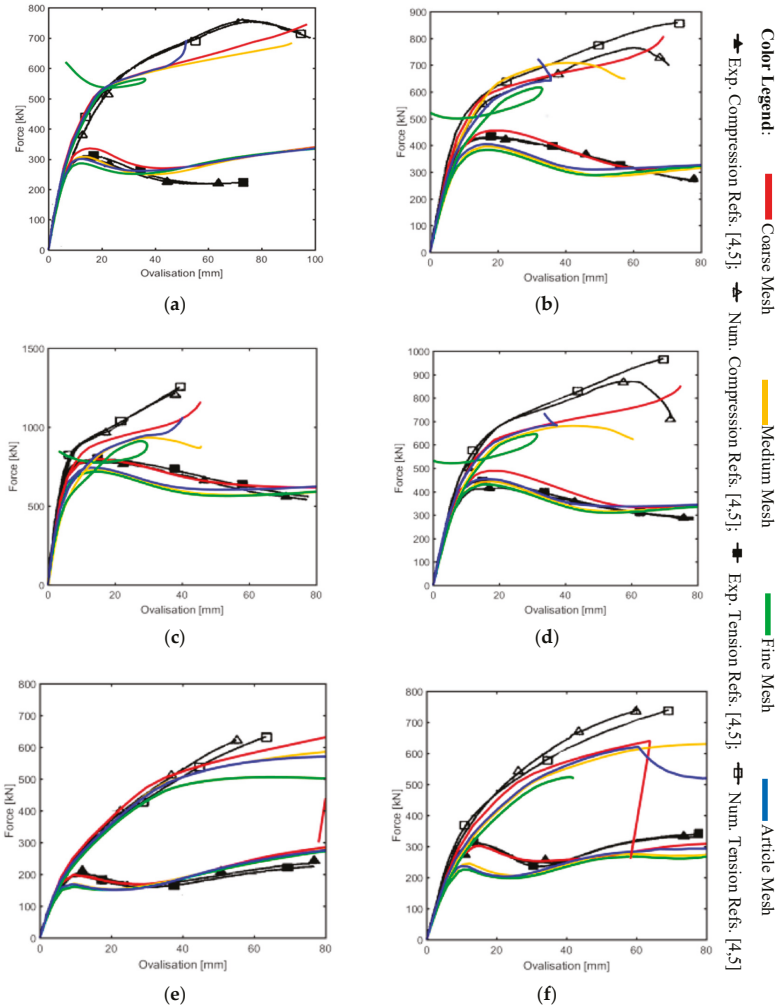 Color Legend:
Coarse Mesh
Medium Mesh
Fine Mesh
Article Mesh
Exp. Compression Refs. [4,5];
Num. Compression Refs. [4,5];
Exp. Tension Refs. [4,5];
Num. Tension Refs. [4,5]
800
700
600
500
400
300
200
100
0
Force [kN]
0 20 40 60 80 100
Ovalisation [mm]
(a)
900
800
700
600
500
400
300
200
100
0
Force [kN]
0 20 40 60 80
Ovalisation [mm]
(b)
1500
1000
500
0
Force [kN]
0 20 40 60 80
Ovalisation [mm]
(c)
1000
900
800
700
600
500
400
300
200
100
0
Force [kN]
0 20 40 60 80
Ovalisation [mm]
(d)
800
700
600
500
400
300
200
100
0
Force [kN]
0 20 40 60 80
Ovalisation [mm]
(e)
800
700
600
500
400
300
200
100
0
Force [kN]
0 20 40 60 80
Ovalisation [mm]
(f)